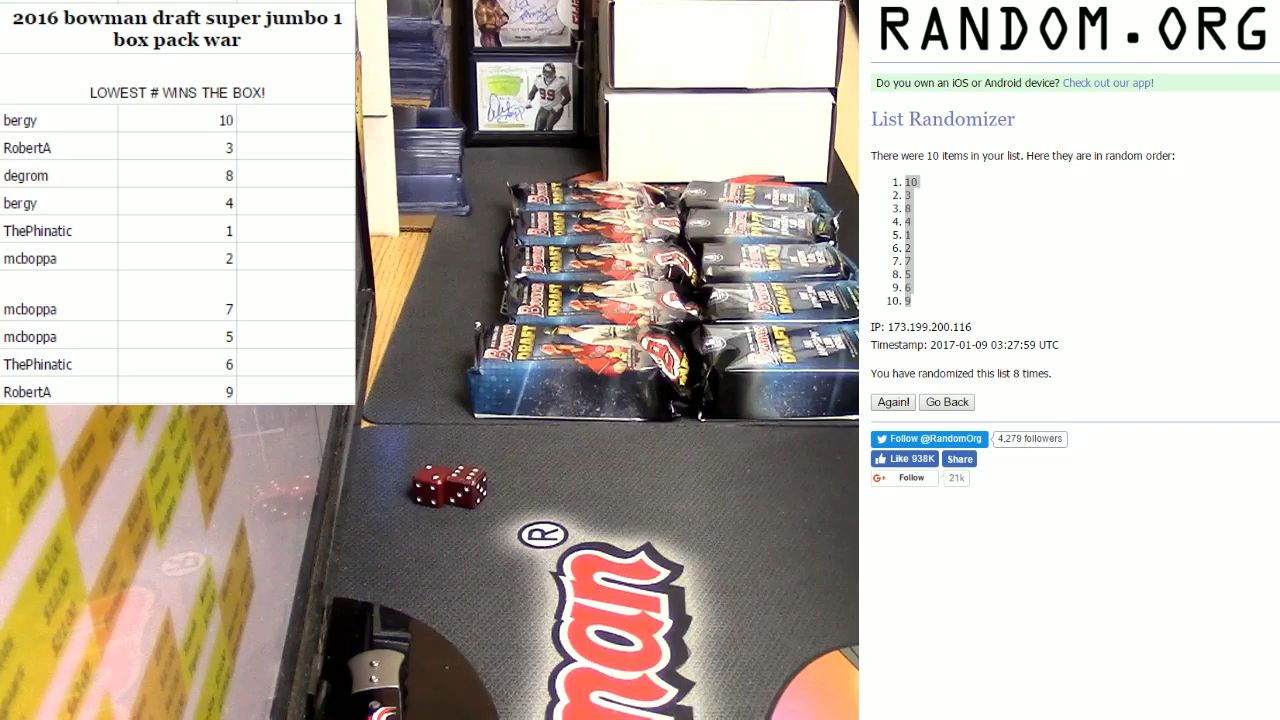 2016 bowman draft super jumbo 1
box pack war
LOWEST # WINS THE BOX!
bergy 10
RobertA 3
degrom 8
bergy 4
ThePhinatic 1
mcboppa 2
mcboppa 7
mcboppa 5
ThePhinatic 6
RobertA 9
99
BOWMAN
DRAFT
®
RANDOM.ORG
Do you own an iOS or Android device? Check out our app!
List Randomizer
There were 10 items in your list. Here they are in random order:
1. 10
2. 3
3. 8
4. 4
5. 1
6. 2
7. 7
8. 5
9. 6
10. 9
IP: 173.199.200.116
Timestamp: 2017-01-09 03:27:59 UTC
You have randomized this list 8 times.
Again! Go Back
Follow @RandomOrg 4,279 followers
Like 938K Share
Follow 21k